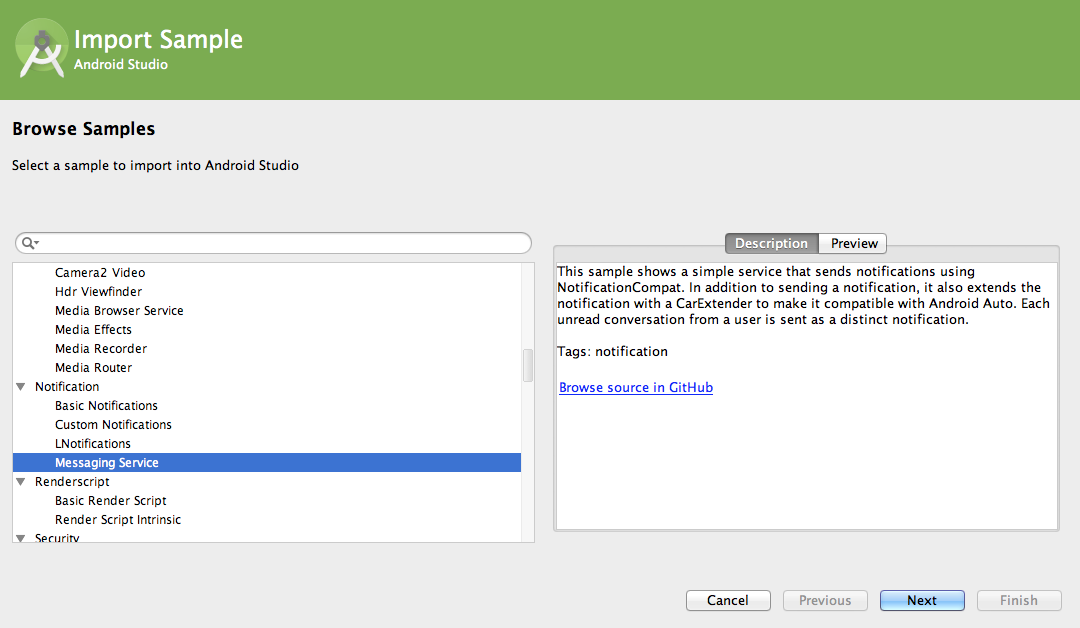 Import Sample
Android Studio
Browse Samples
Select a sample to import into Android Studio
Camera2 Video
Hdr Viewfinder
Media Browser Service
Media Effects
Media Recorder
Media Router
Notification
Basic Notifications
Custom Notifications
LNotifications
Messaging Service
Renderscript
Basic Render Script
Render Script Intrinsic
Security
Description
Preview
This sample shows a simple service that sends notifications using
NotificationCompat. In addition to sending a notification, it also extends the
notification with a CarExtender to make it compatible with Android Auto. Each
unread conversation from a user is sent as a distinct notification.
Tags: notification
Browse source in GitHub
Cancel
Previous
Next
Finish